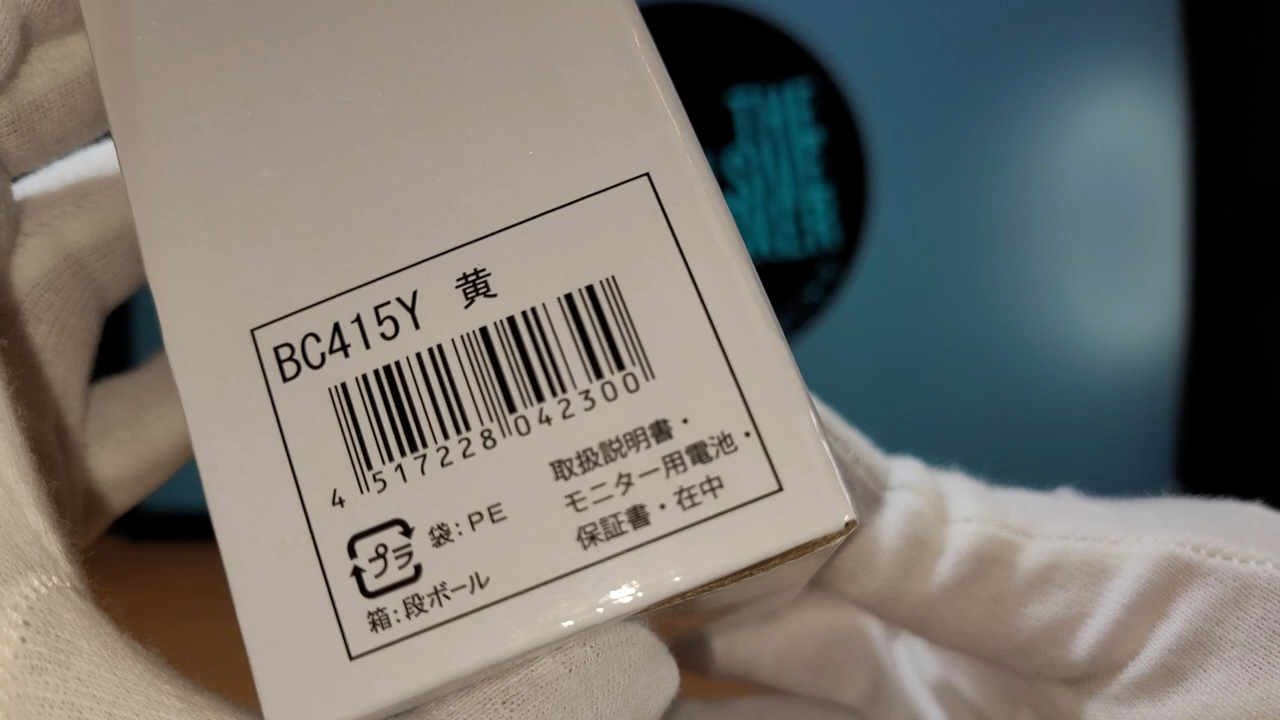 BC415Y 黄
4 517228 042300
プラ 袋:PE
箱:段ボール
取扱説明書・
モニター用電池・
保証書・在中
THE